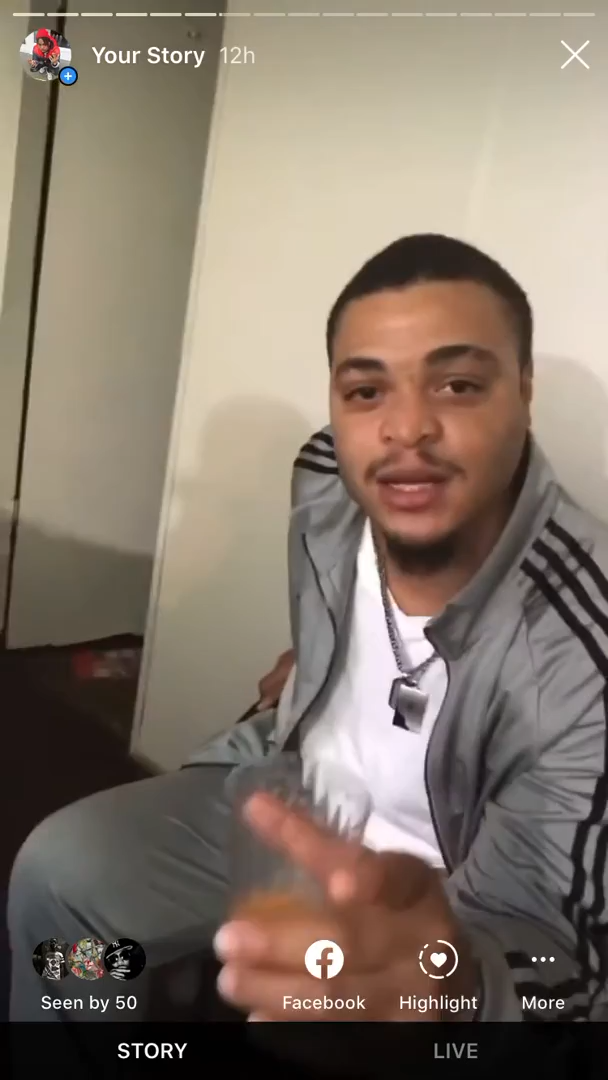 Your Story 12h
Seen by 50
Facebook
Highlight
More
STORY
LIVE